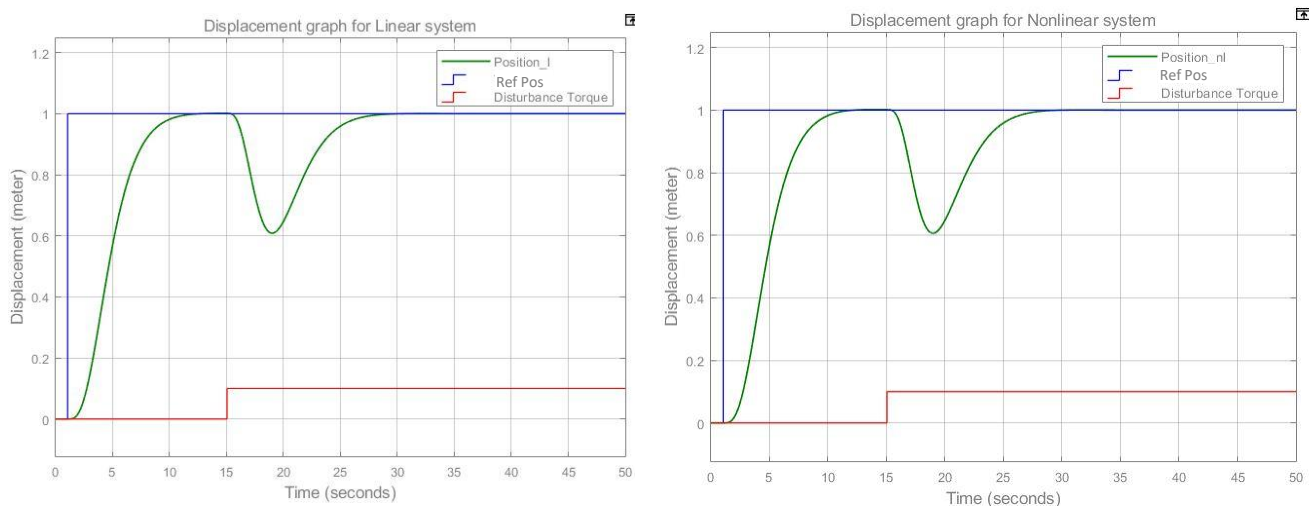 Displacement graph for Linear system
Position_l
Ref Pos
Disturbance Torque
1.2
1
0.8
0.6
0.4
0.2
0
Displacement (meter)
0 5 10 15 20 25 30 35 40 45 50
Time (seconds)
Displacement graph for Nonlinear system
Position_nl
Ref Pos
Disturbance Torque
1.2
1
0.8
0.6
0.4
0.2
0
Displacement (meter)
0 5 10 15 20 25 30 35 40 45 50
Time (seconds)